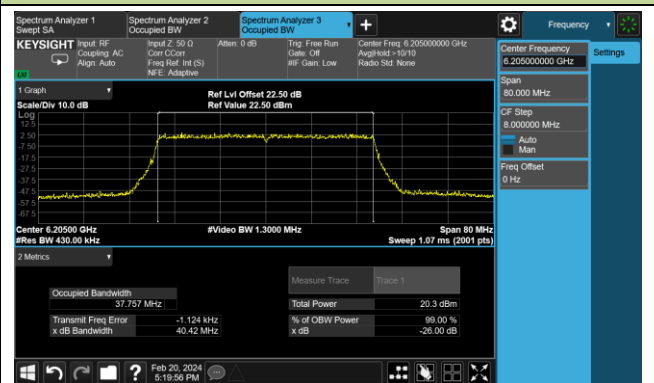 Spectrum Analyzer 1
Swept SA
Spectrum Analyzer 2
Occupied BW
Spectrum Analyzer 3
Occupied BW
Frequency
KEYSIGHT
Input: RF
Coupling: AC
Align: Auto
Input Z: 50 Ω
Corr CCorr
Freq Ref: Int (S)
NFE: Adaptive
Atten: 0 dB
Trig: Free Run
Gate: Off
#IF Gain: Low
Center Freq: 6.205000000 GHz
Avg|Hold:>10/10
Radio Std: None
Center Frequency
6.205000000 GHz
Settings
Span
80.000 MHz
CF Step
8.000000 MHz
Auto
Man
Freq Offset
0 Hz
1 Graph
Ref Lvl Offset 22.50 dB
Scale/Div 10.0 dB
Ref Value 22.50 dBm
Log
12.5
2.50
-7.50
-17.5
-27.5
-37.5
-47.5
-57.5
-67.5
Center 6.20500 GHz
#Video BW 1.3000 MHz
Span 80 MHz
#Res BW 430.00 kHz
Sweep 1.07 ms (2001 pts)
2 Metrics
Measure Trace
Trace 1
Occupied Bandwidth
37.757 MHz
Total Power
20.3 dBm
Transmit Freq Error
-1.124 kHz
% of OBW Power
99.00 %
x dB Bandwidth
40.42 MHz
x dB
-26.00 dB
Feb 20, 2024
5:19:56 PM